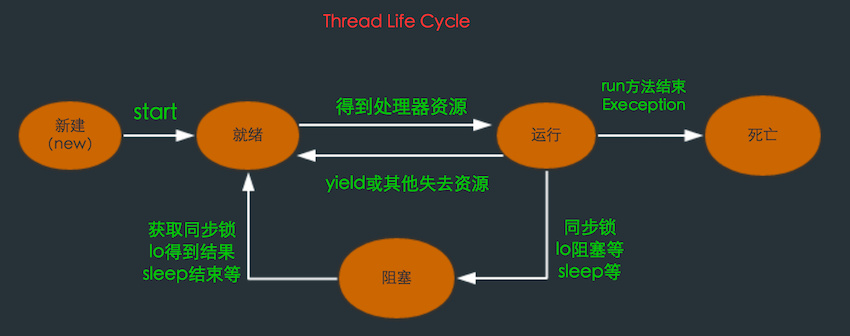 Thread Life Cycle
新建
(new)
start
就绪
得到处理器资源
yield或其他失去资源
运行
run方法结束
Exeception
死亡
获取同步锁
Io得到结果
sleep结束等
阻塞
同步锁
Io阻塞等
sleep等